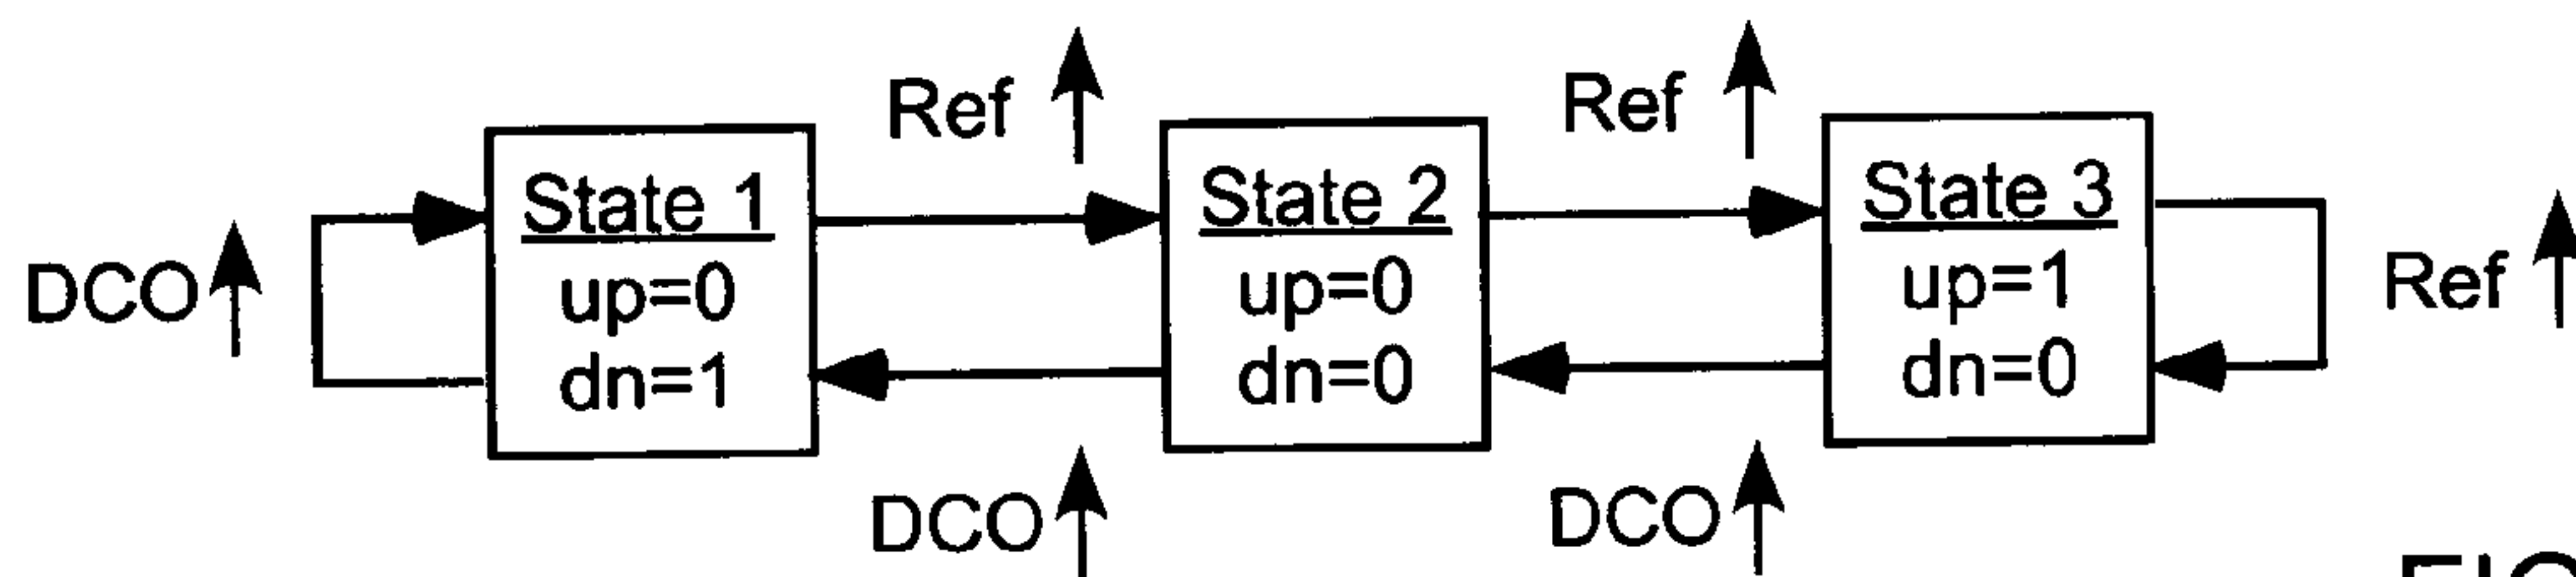 Ref
Ref
State 1
up=0
dn=1
State 2
up=0
dn=0
State 3
up=1
dn=0
DCO
Ref
DCO
DCO